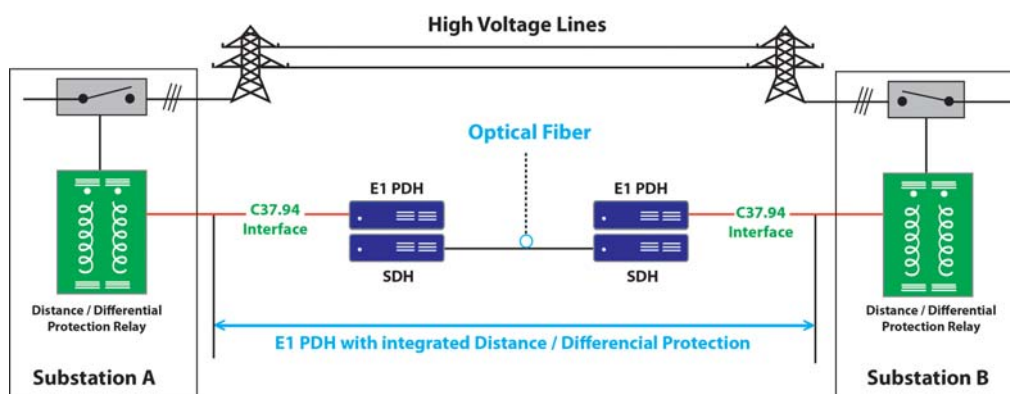 High Voltage Lines
Optical Fiber
E1 PDH
E1 PDH
C37.94
Interface
C37.94
Interface
SDH
SDH
Distance / Differential
Protection Relay
Distance / Differential
Protection Relay
E1 PDH with integrated Distance / Differencial Protection
Substation A
Substation B